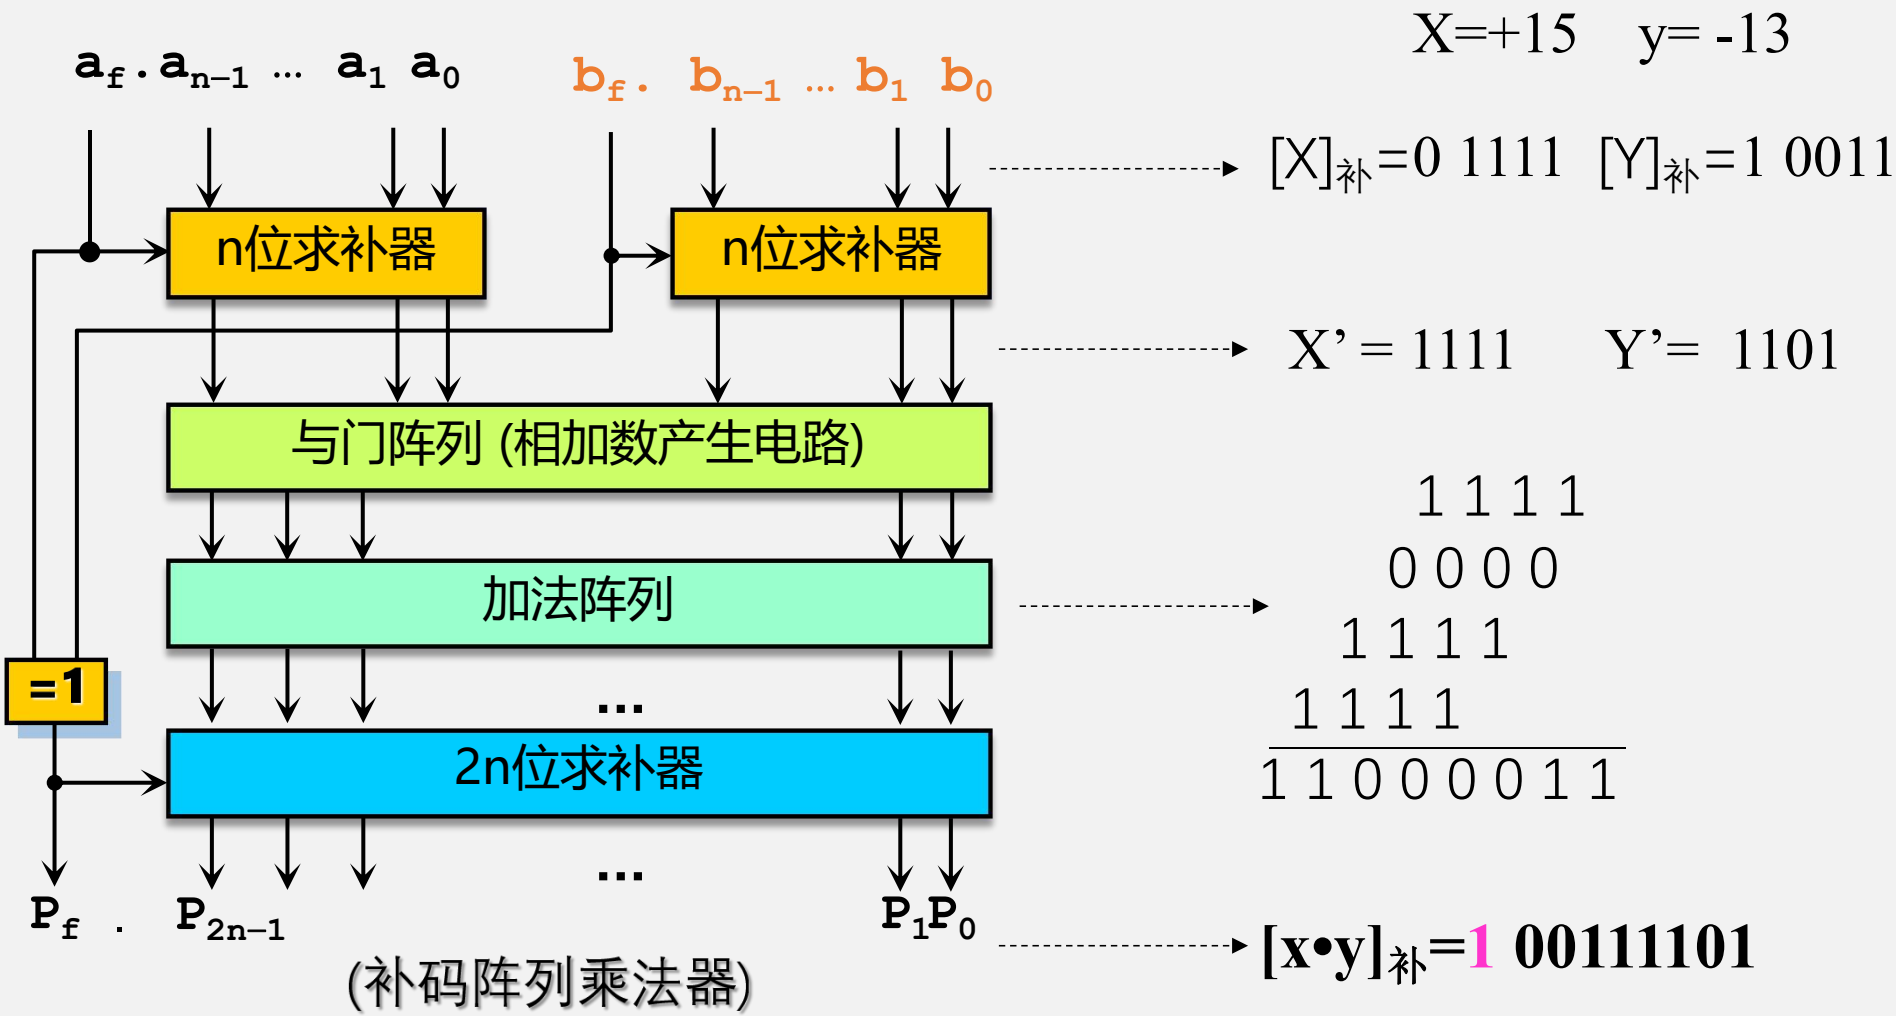 X=+15 y= -13
af.an−1 … a1 a0 bf. bn−1 … b1 b0
[X]补=0 1111 [Y]补=1 0011
n位求补器 n位求补器
X’ = 1111 Y’= 1101
与门阵列 (相加数产生电路)
1 1 1 1
0 0 0 0
加法阵列
1 1 1 1
=1
… 1 1 1 1
2n位求补器 1 1 0 0 0 0 1 1
…
Pf . P2n−1 P1P0
[x•y]补=1 00111101
(补码阵列乘法器)